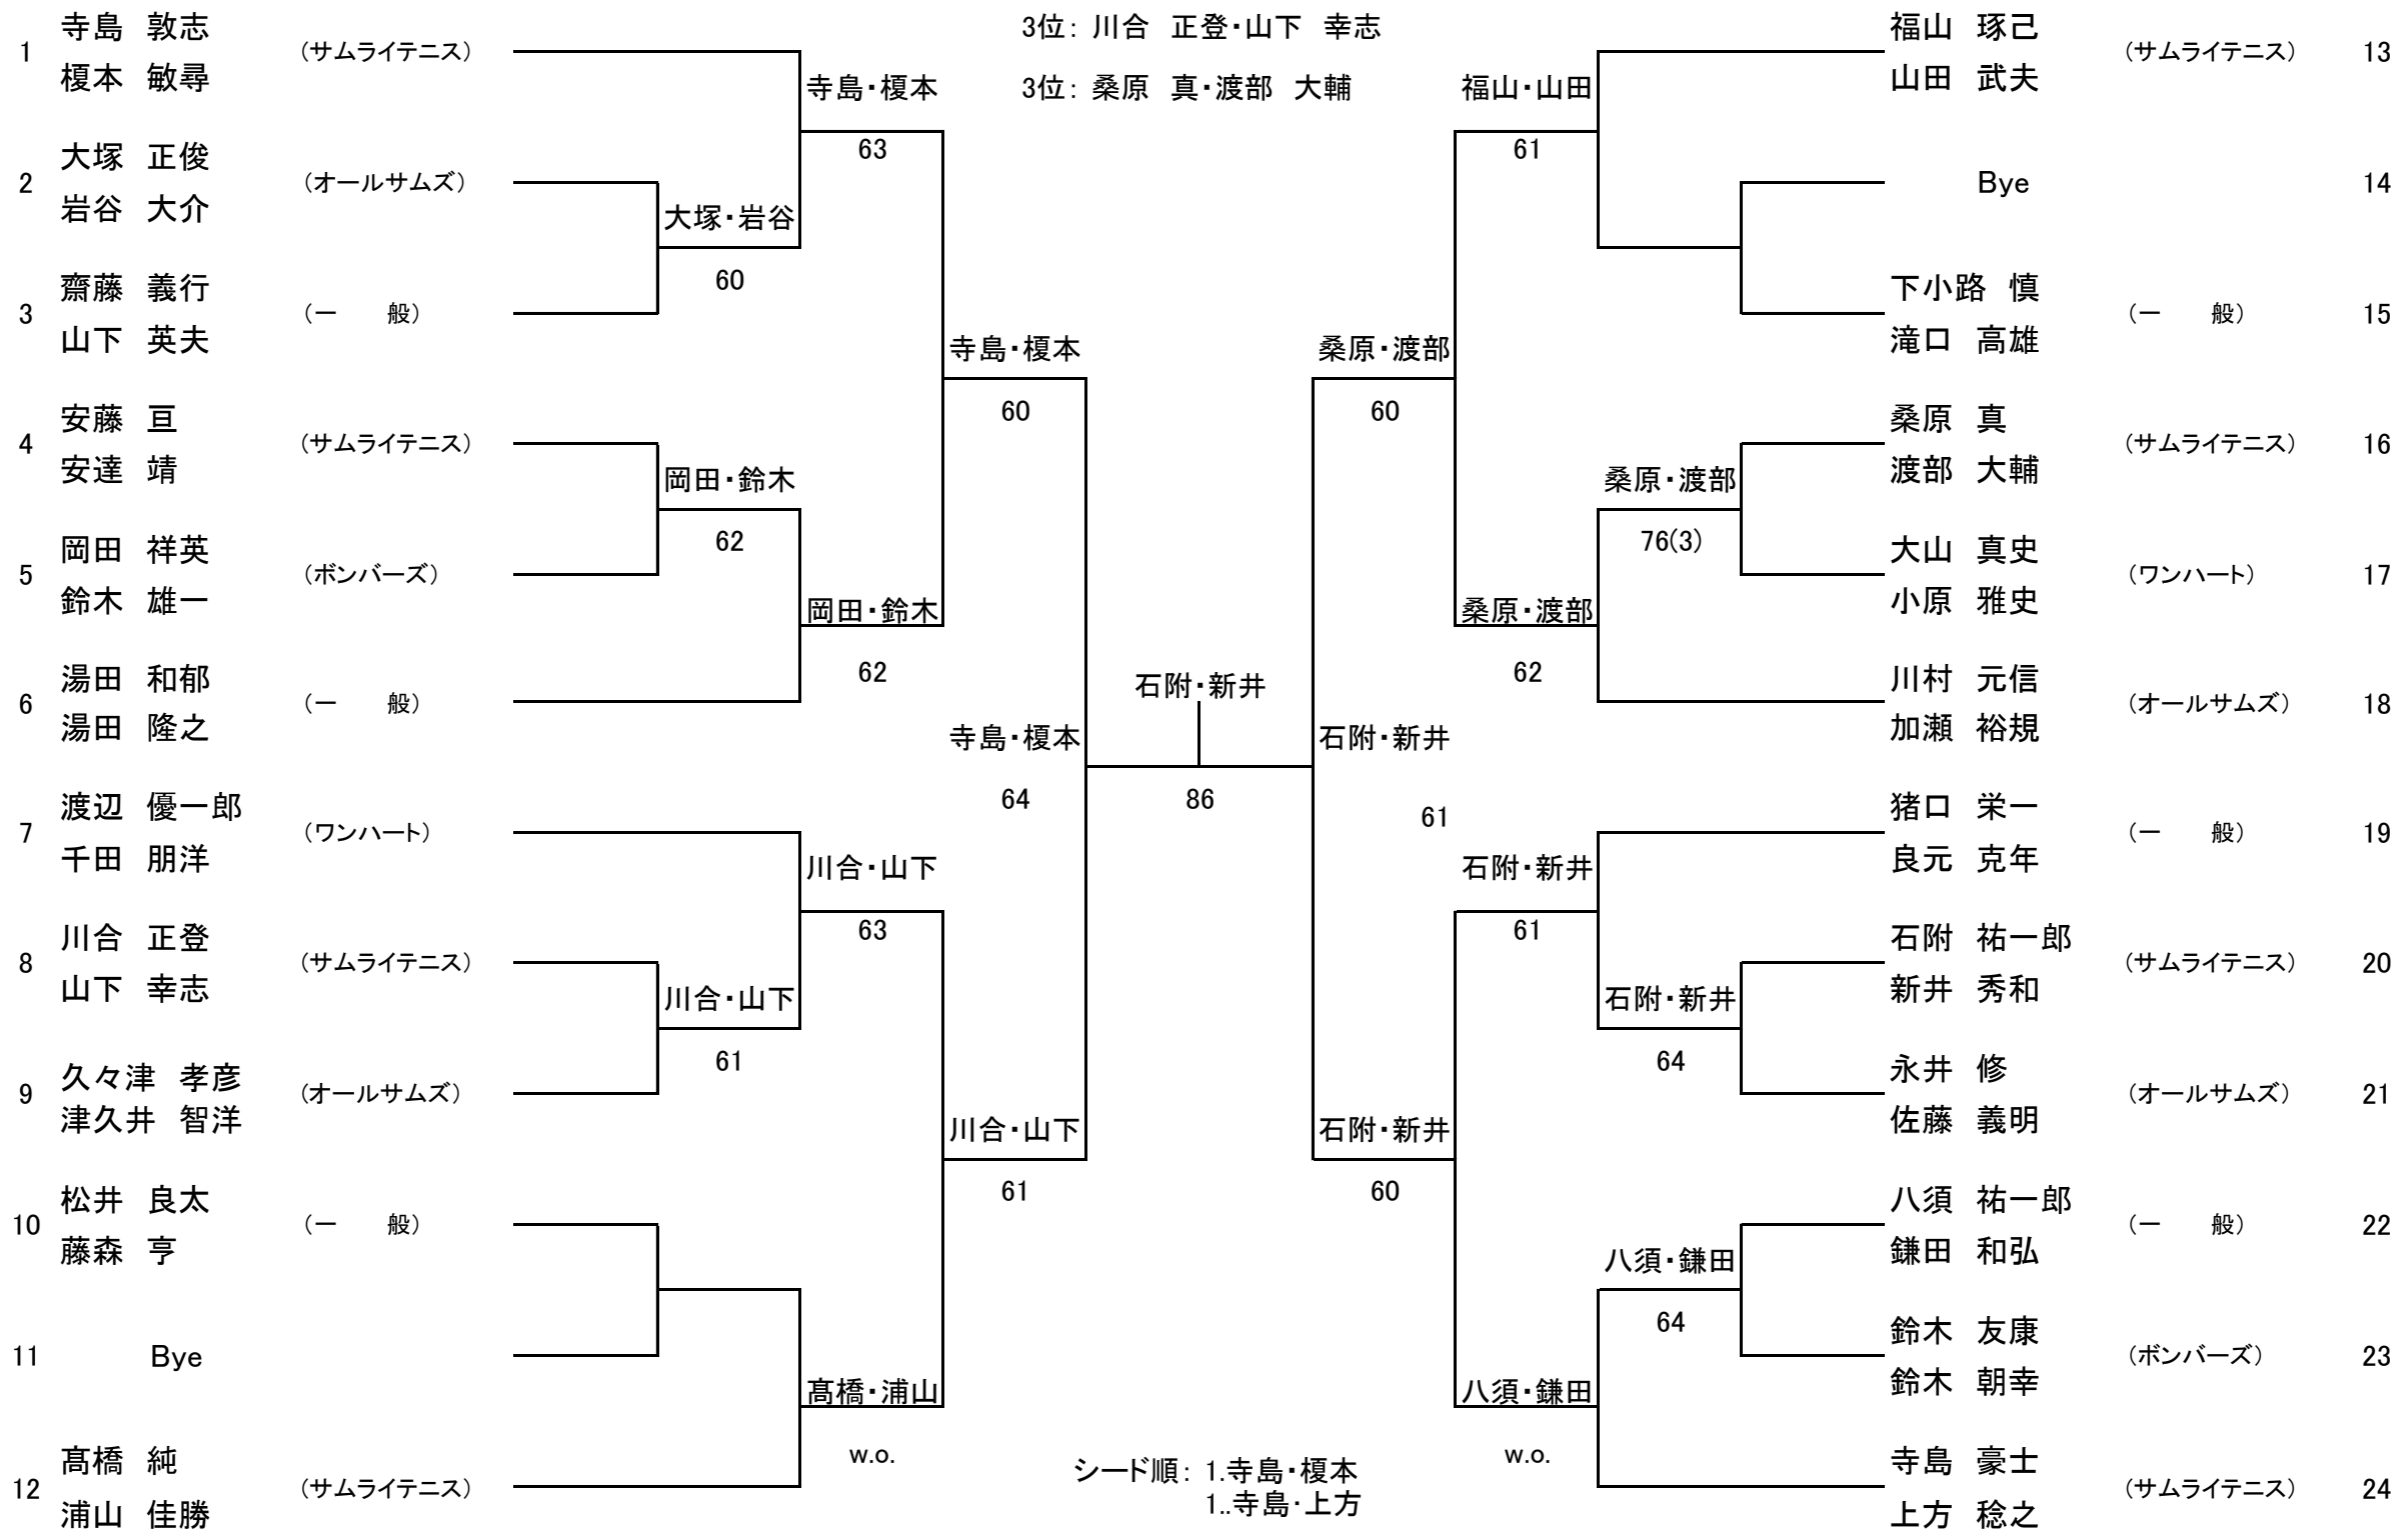 3位： 川合　正登・山下　幸志
3位： 桑原　真・渡部　大輔
1
寺島　敦志
榎本　敏尋
（サムライテニス）
2
大塚　正俊
岩谷　大介
（オールサムズ）
3
齋藤　義行
山下　英夫
（一　　般）
4
安藤　亘
安達　靖
（サムライテニス）
5
岡田　祥英
鈴木　雄一
（ボンバーズ）
6
湯田　和郁
湯田　隆之
（一　　般）
7
渡辺　優一郎
千田　朋洋
（ワンハート）
8
川合　正登
山下　幸志
（サムライテニス）
9
久々津　孝彦
津久井　智洋
（オールサムズ）
10
松井　良太
藤森　亨
（一　　般）
11
Bye
12
髙橋　純
浦山　佳勝
（サムライテニス）
大塚・岩谷
60
岡田・鈴木
62
川合・山下
61
寺島・榎本
63
岡田・鈴木
62
川合・山下
63
髙橋・浦山
w.o.
寺島・榎本
60
川合・山下
61
寺島・榎本
64
石附・新井
86
石附・新井
61
桑原・渡部
60
石附・新井
60
福山・山田
61
桑原・渡部
62
石附・新井
61
八須・鎌田
w.o.
桑原・渡部
76(3)
石附・新井
64
八須・鎌田
64
福山　琢己
山田　武夫
（サムライテニス）
13
Bye
14
下小路　慎
滝口　高雄
（一　　般）
15
桑原　真
渡部　大輔
（サムライテニス）
16
大山　真史
小原　雅史
（ワンハート）
17
川村　元信
加瀬　裕規
（オールサムズ）
18
猪口　栄一
良元　克年
（一　　般）
19
石附　祐一郎
新井　秀和
（サムライテニス）
20
永井　修
佐藤　義明
（オールサムズ）
21
八須　祐一郎
鎌田　和弘
（一　　般）
22
鈴木　友康
鈴木　朝幸
（ボンバーズ）
23
寺島　豪士
上方　稔之
（サムライテニス）
24
シード順： 1.寺島・榎本
1..寺島・上方